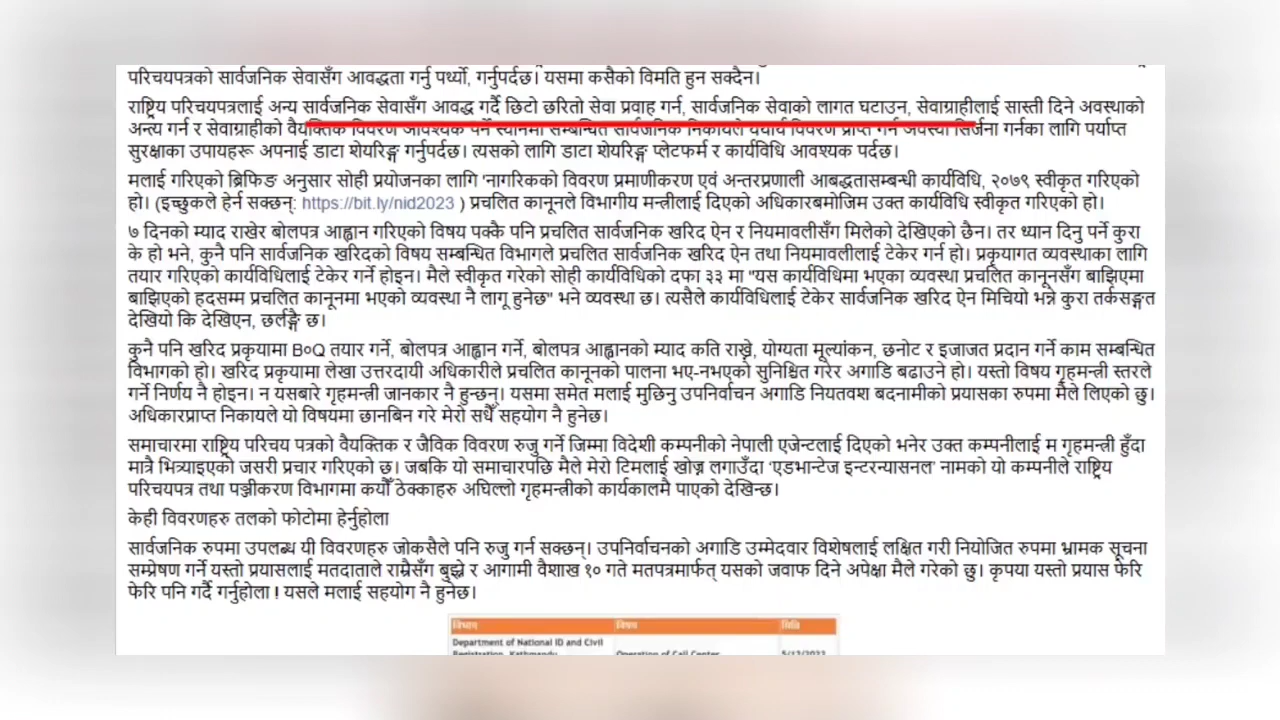 परिचयपत्रको सार्वजनिक सेवासँग आवद्धता गर्नु पर्थ्यो, गर्नुपर्दछ। यसमा कसैको विमति हुन सक्दैन।
राष्ट्रिय परिचयपत्रलाई अन्य सार्वजनिक सेवासँग आवद्ध गर्दै छिटो छरितो सेवा प्रवाह गर्न, सार्वजनिक सेवाको लागत घटाउन, सेवाग्राहीलाई सास्ती दिने अवस्थाको
अन्त्य गर्न र सेवाग्राहीको वैयक्तिक विवरण आवश्यक पर्ने स्थानमा सम्बन्धित सार्वजनिक निकायले यथार्थ विवरण प्राप्त गर्ने अवस्था सिर्जना गर्नका लागि पर्याप्त
सुरक्षाका उपायहरू अपनाई डाटा शेयरिङ्ग गर्नुपर्दछ। त्यसको लागि डाटा शेयरिङ्ग प्लेटफर्म र कार्यविधि आवश्यक पर्दछ।
मलाई गरिएको ब्रिफिङ अनुसार सोही प्रयोजनका लागि 'नागरिकको विवरण प्रमाणीकरण एवं अन्तरप्रणाली आबद्धतासम्बन्धी कार्यविधि, २०७९ स्वीकृत गरिएको
हो। (इच्छुकले हेर्न सक्छन्: https://bit.ly/nid2023 ) प्रचलित कानूनले विभागीय मन्त्रीलाई दिएको अधिकारबमोजिम उक्त कार्यविधि स्वीकृत गरिएको हो।
७ दिनको म्याद राखेर बोलपत्र आह्वान गरिएको विषय पक्कै पनि प्रचलित सार्वजनिक खरिद ऐन र नियमावलीसँग मिलेको देखिएको छैन। तर ध्यान दिनु पर्ने कुरा
के हो भने, कुनै पनि सार्वजनिक खरिदको विषय सम्बन्धित विभागले प्रचलित सार्वजनिक खरिद ऐन तथा नियमावलीलाई टेकेर गर्न हो। प्रकृयागत व्यवस्थाका लागि
तयार गरिएको कार्यविधिलाई टेकेर गर्ने होइन। मैले स्वीकृत गरेको सोही कार्यविधिको दफा ३३ मा "यस कार्यविधिमा भएका व्यवस्था प्रचलित कानूनसँग बाझिएमा
बाझिएको हदसम्म प्रचलित कानूनमा भएको व्यवस्था नै लागू हुनेछ" भने व्यवस्था छ। त्यसैले कार्यविधिलाई टेकेर सार्वजनिक खरिद ऐन मिचियो भन्ने कुरा तर्कसङ्गत
देखियो कि देखिएन, छर्लङ्गै छ।
कुनै पनि खरिद प्रकृयामा BoQ तयार गर्ने, बोलपत्र आह्वान गर्ने, बोलपत्र आह्वानको म्याद कति राख्ने, योग्यता मूल्यांकन, छनोट र इजाजत प्रदान गर्ने काम सम्बन्धित
विभागको हो। खरिद प्रकृयामा लेखा उत्तरदायी अधिकारीले प्रचलित कानूनको पालना भए-नभएको सुनिश्चित गरेर अगाडि बढाउने हो। यस्तो विषय गृहमन्त्री स्तरले
गर्ने निर्णय नै होइन। न यसबारे गृहमन्त्री जानकार नै हुन्छन्। यसमा समेत मलाई मुछिनु उपनिर्वाचन अगाडि नियतवश बदनामीको प्रयासका रुपमा मैले लिएको छु।
अधिकारप्राप्त निकायले यो विषयमा छानबिन गरे मेरो सधैँ सहयोग नै हुनेछ।
समाचारमा राष्ट्रिय परिचय पत्रको वैयक्तिक र जैविक विवरण रुजु गर्ने जिम्मा विदेशी कम्पनीको नेपाली एजेन्टलाई दिएको भनेर उक्त कम्पनीलाई म गृहमन्त्री हुँदा
मात्रै भित्र्याइएको जसरी प्रचार गरिएको छ। जबकि यो समाचारपछि मैले मेरो टिमलाई खोज्न लगाउँदा 'एडभान्टेज इन्टरन्यासनल' नामको यो कम्पनीले राष्ट्रिय
परिचयपत्र तथा पञ्जीकरण विभागमा कयौँ ठेक्काहरु अघिल्लो गृहमन्त्रीको कार्यकालमै पाएको देखिन्छ।
केही विवरणहरु तलको फोटोमा हेर्नुहोला
सार्वजनिक रुपमा उपलब्ध यी विवरणहरु जोकसैले पनि रुजु गर्न सक्छन्। उपनिर्वाचनको अगाडि उम्मेदवार विशेषलाई लक्षित गरी नियोजित रुपमा भ्रामक सूचना
सम्प्रेषण गर्ने यस्तो प्रयासलाई मतदाताले राम्रैसँग बुझ्ने र आगामी वैशाख १० गते मतपत्रमार्फत् यसको जवाफ दिने अपेक्षा मैले गरेको छु। कृपया यस्तो प्रयास फेरि
फेरि पनि गर्दै गर्नुहोला ! यसले मलाई सहयोग नै हुनेछ।
विभाग विषय मिति
Department of National ID and Civil
Registration, Kathmandu Operation of Call Center 5/12/2023